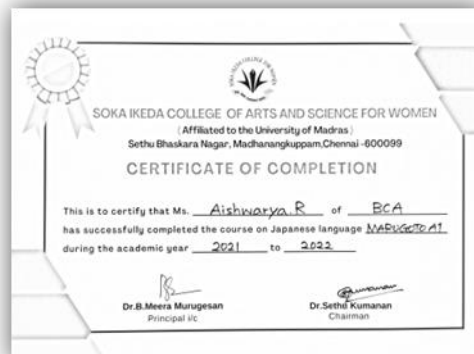 SOKA IKEDA COLLEGE OF ARTS AND SCIENCE FOR WOMEN
(Affiliated to the University of Madras)
Sethu Bhaskara Nagar, Madhanangkuppam,Chennai -600099
CERTIFICATE OF COMPLETION
This is to certify that Ms. Aishwarya.R of BCA
has successfully completed the course on Japanese language MARUGOTO A1
during the academic year 2021 to 2022
Dr.B.Meera Murugesan
Principal i/c
Dr.Sethu Kumanan
Chairman